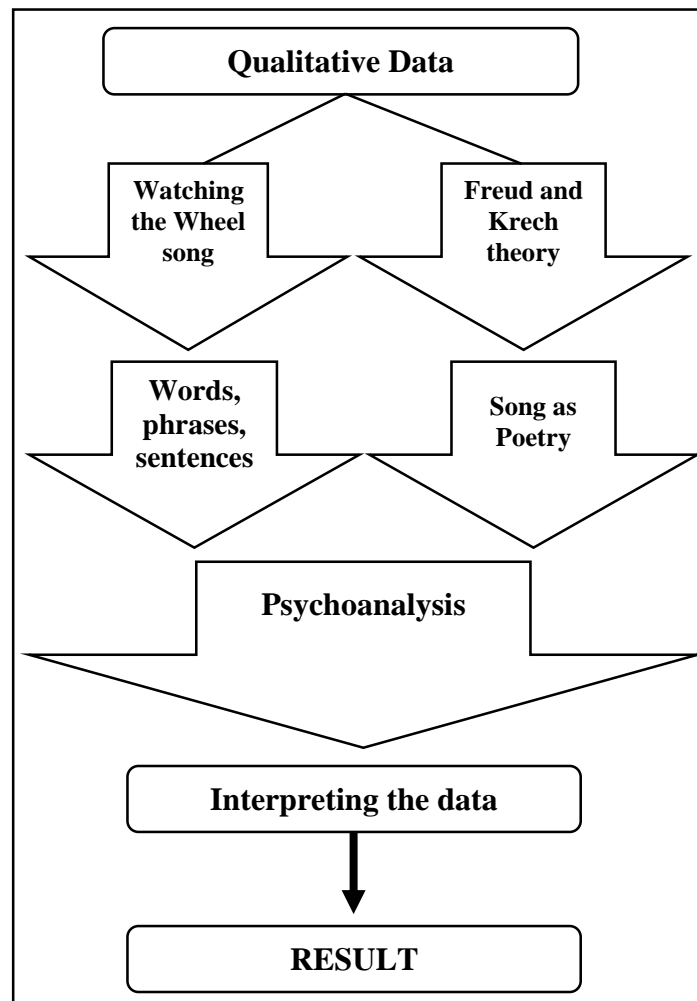 Qualitative Data
Watching
the Wheel
song
Freud and
Krech
theory
Words,
phrases,
sentences
Song as
Poetry
Psychoanalysis
Interpreting the data
RESULT